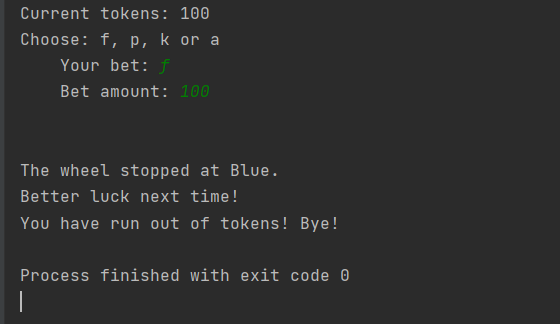 Current tokens: 100
Choose: f, p, k or a
Your bet: f
Bet amount: 100
The wheel stopped at Blue.
Better luck next time!
You have run out of tokens! Bye!
Process finished with exit code 0